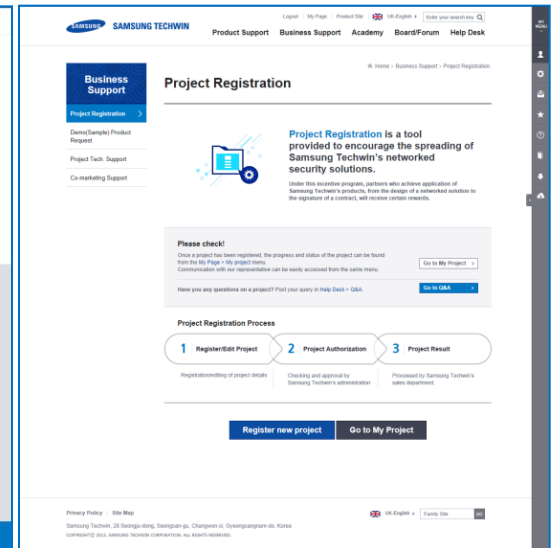 SAMSUNG SAMSUNG TECHWIN
Logout | My Page | Product Site UK-English Enter your search key.
Product Support Business Support Academy Board/Forum Help Desk
MY
MENU
Home > Business Support > Project Registration
Business
Support
Project Registration
Project Registration
Demo(Sample) Product
Request
Project Tech. Support
Co-marketing Support
Project Registration is a tool
provided to encourage the spreading of
Samsung Techwin's networked
security solutions.
Under this incentive program, partners who achieve application of
Samsung Techwin's products, from the design of a networked solution to
the signature of a contract, will receive certain rewards.
Please check!
Once a project has been registered, the progress and status of the project can be found
from the My Page > My project menu.
Communication with our representative can be easily accessed from the same menu.
Go to My Project >
Have you any questions on a project? Post your query in Help Desk > Q&A.
Go to Q&A >
Project Registration Process
1 Register/Edit Project
2 Project Authorization
3 Project Result
Registration/editing of project details
Checking and approval by
Samsung Techwin's administration
Processed by Samsung Techwin's
sales department.
Register new project
Go to My Project
Privacy Policy | Site Map
UK-English Family Site GO
Samsung Techwin, 28 Seongju-dong, Seongsan-gu, Changwon-si, Gyeongsangnam-do, Korea
COPYRIGHT© 2013. SAMSUNG TECHWIN CORPORATION. ALL RIGHTS RESERVED.